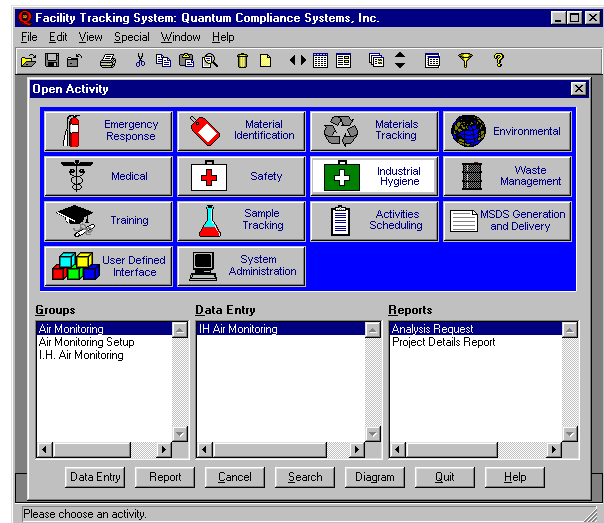 Facility Tracking System: Quantum Compliance Systems, Inc.
File Edit View Special Window Help
Open Activity
Emergency
Response
Material
Identification
Materials
Tracking
Environmental
Medical
Safety
Industrial
Hygiene
Waste
Management
Training
Sample
Tracking
Activities
Scheduling
MSDS Generation
and Delivery
User Defined
Interface
System
Administration
Groups
Air Monitoring
Air Monitoring Setup
I.H. Air Monitoring
Data Entry
IH Air Monitoring
Reports
Analysis Request
Project Details Report
Data Entry Report Cancel Search Diagram Quit Help
Please choose an activity.